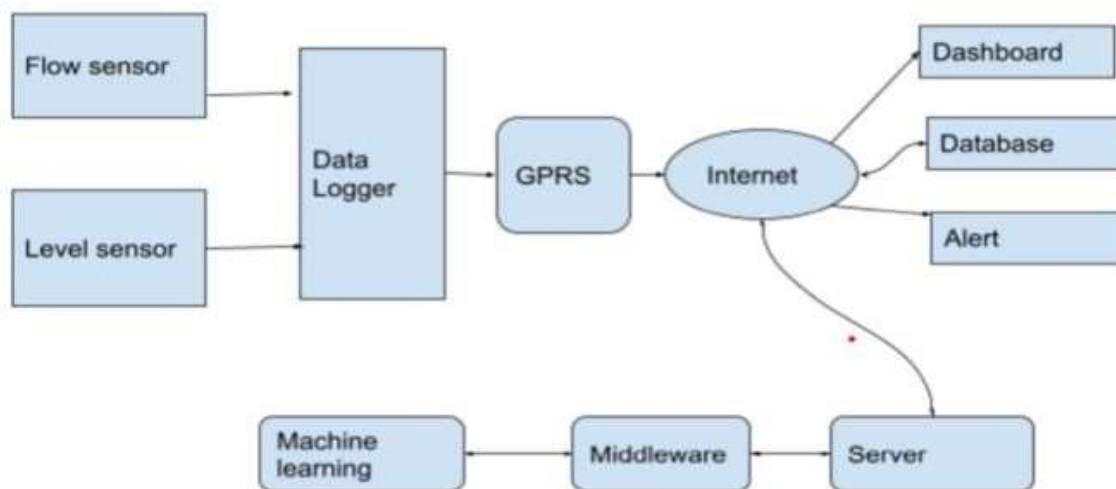 Flow sensor
Level sensor
Data
Logger
GPRS
Internet
Dashboard
Database
Alert
Machine
learning
Middleware
Server